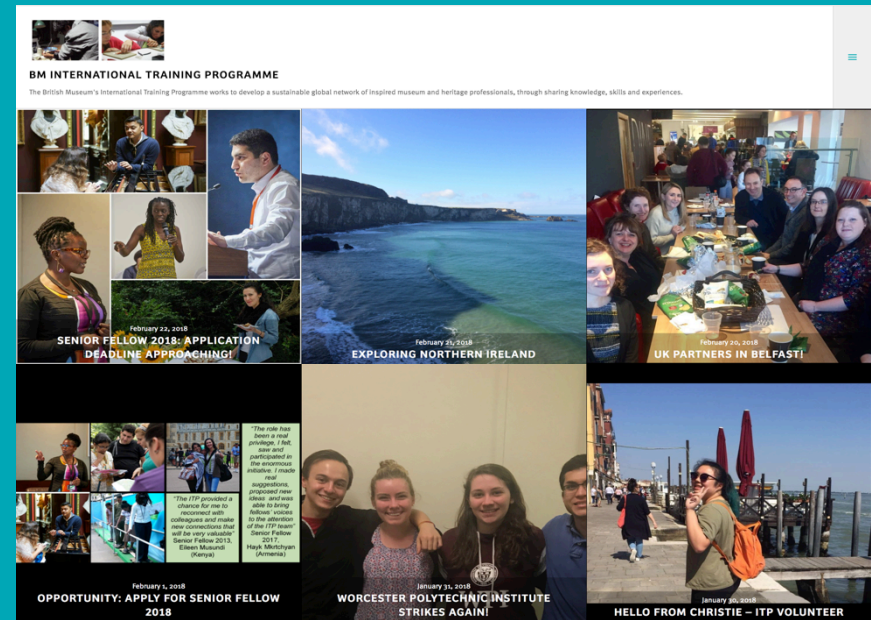 BM INTERNATIONAL TRAINING PROGRAMME
The British Museum's International Training Programme works to develop a sustainable global network of inspired museum and heritage professionals, through sharing knowledge, skills and experiences.
February 22, 2018
SENIOR FELLOW 2018: APPLICATION
DEADLINE APPROACHING!
February 21, 2018
EXPLORING NORTHERN IRELAND
February 20, 2018
UK PARTNERS IN BELFAST!
"The ITP provided a
chance for me to
reconnect with
colleagues and make
new connections that
will be very valuable"
Senior Fellow 2013,
Eileen Musundi
(Kenya)
"The role has
been a real
privilege, I felt,
saw and
participated in
the enormous
initiative. I made
real
suggestions,
proposed new
ideas and was
able to bring
fellows' voices
to the attention
of the ITP team"
Senior Fellow
2017,
Hayk Mkrtchyan
(Armenia)
February 1, 2018
OPPORTUNITY: APPLY FOR SENIOR FELLOW
2018
WPI
January 31, 2018
WORCESTER POLYTECHNIC INSTITUTE
STRIKES AGAIN!
January 30, 2018
HELLO FROM CHRISTIE – ITP VOLUNTEER